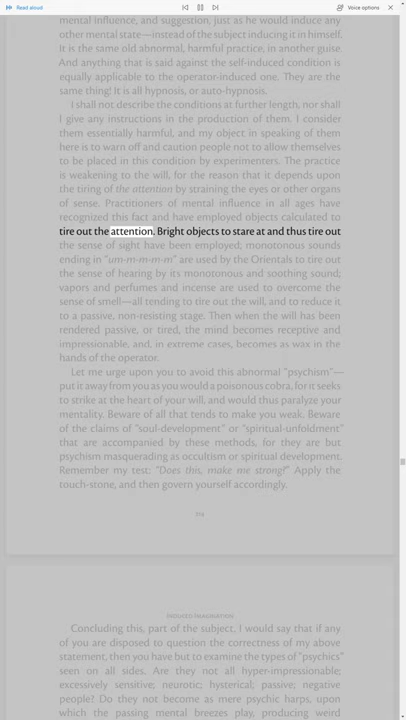 Read aloud
Voice options
mental influence, and suggestion, just as he would induce any
other mental state—instead of the subject inducing it in himself.
It is the same old abnormal, harmful practice, in another guise.
And anything that is said against the self-induced condition is
equally applicable to the operator-induced one. They are the
same thing! It is all hypnosis, or auto-hypnosis.
I shall not describe the conditions at further length, nor shall
I give any instructions in the production of them. I consider
them essentially harmful, and my object in speaking of them
here is to warn off and caution people not to allow themselves
to be placed in this condition by experimenters. The practice
is weakening to the will, for the reason that it depends upon
the tiring of the attention by straining the eyes or other organs
of sense. Practitioners of mental influence in all ages have
recognized this fact and have employed objects calculated to
tire out the attention. Bright objects to stare at and thus tire out
the sense of sight have been employed; monotonous sounds
ending in "um-m-m-m-m" are used by the Orientals to tire out
the sense of hearing by its monotonous and soothing sound;
vapors and perfumes and incense are used to overcome the
sense of smell—all tending to tire out the will, and to reduce it
to a passive, non-resisting stage. Then when the will has been
rendered passive, or tired, the mind becomes receptive and
impressionable, and, in extreme cases, becomes as wax in the
hands of the operator.
Let me urge upon you to avoid this abnormal "psychism"—
put it away from you as you would a poisonous cobra, for it seeks
to strike at the heart of your will, and would thus paralyze your
mentality. Beware of all that tends to make you weak. Beware
of the claims of "soul-development" or "spiritual-unfoldment"
that are accompanied by these methods, for they are but
psychism masquerading as occultism or spiritual development.
Remember my test: "Does this, make me strong?" Apply the
touch-stone, and then govern yourself accordingly.
INDUCED IMAGINATION
Concluding this, part of the subject. I would say that if any
of you are disposed to question the correctness of my above
statement, then you have but to examine the types of "psychics"
seen on all sides. Are they not all hyper-impressionable;
excessively sensitive; neurotic; hysterical; passive; negative
people? Do they not become as mere psychic harps, upon
which the passing mental breezes play, producing weird